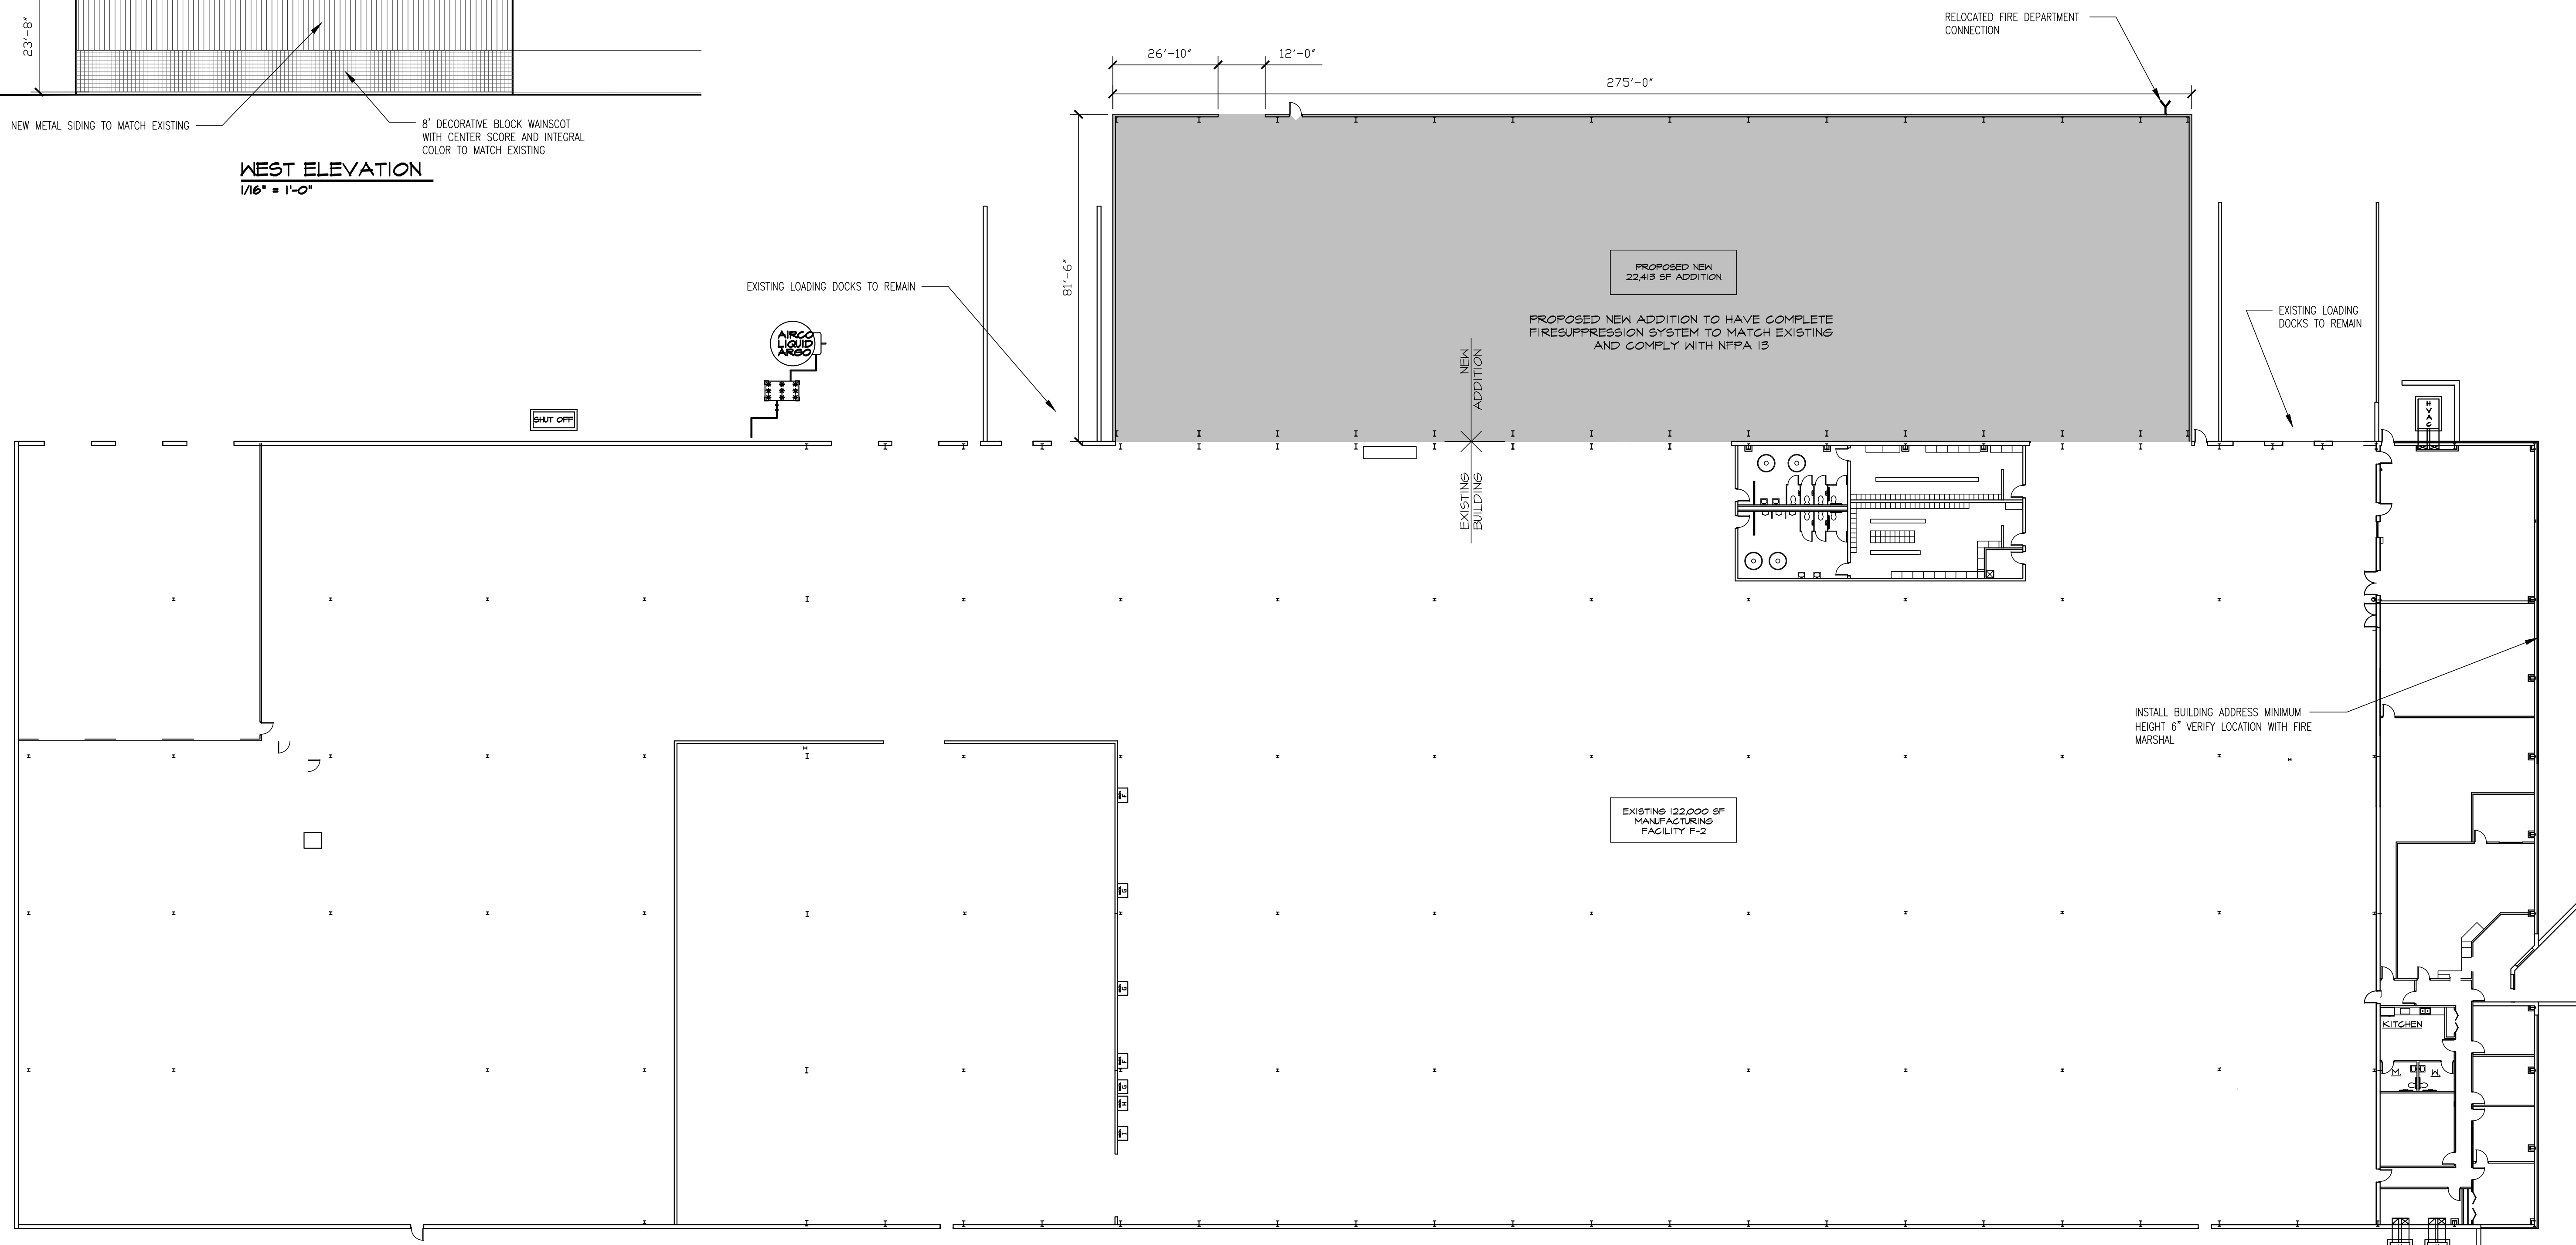 23'-8"
NEW METAL SIDING TO MATCH EXISTING
8' DECORATIVE BLOCK WAINSCOT
WITH CENTER SCORE AND INTEGRAL
COLOR TO MATCH EXISTING
WEST ELEVATION
1/16" = 1'-0"
RELOCATED FIRE DEPARTMENT
CONNECTION
26'-10"
12'-0"
275'-0"
81'-6"
PROPOSED NEW
22,413 SF ADDITION
PROPOSED NEW ADDITION TO HAVE COMPLETE
FIRESUPPRESSION SYSTEM TO MATCH EXISTING
AND COMPLY WITH NFPA 13
EXISTING LOADING DOCKS TO REMAIN
EXISTING LOADING
DOCKS TO REMAIN
AIRCO
LIQUID
ARGO
SHUT OFF
NEW
ADDITION
EXISTING
BUILDING
HVAC
INSTALL BUILDING ADDRESS MINIMUM
HEIGHT 6" VERIFY LOCATION WITH FIRE
MARSHAL
EXISTING 122,000 SF
MANUFACTURING
FACILITY F-2
F
G
G
F
G
H
I
KITCHEN
M.
W.